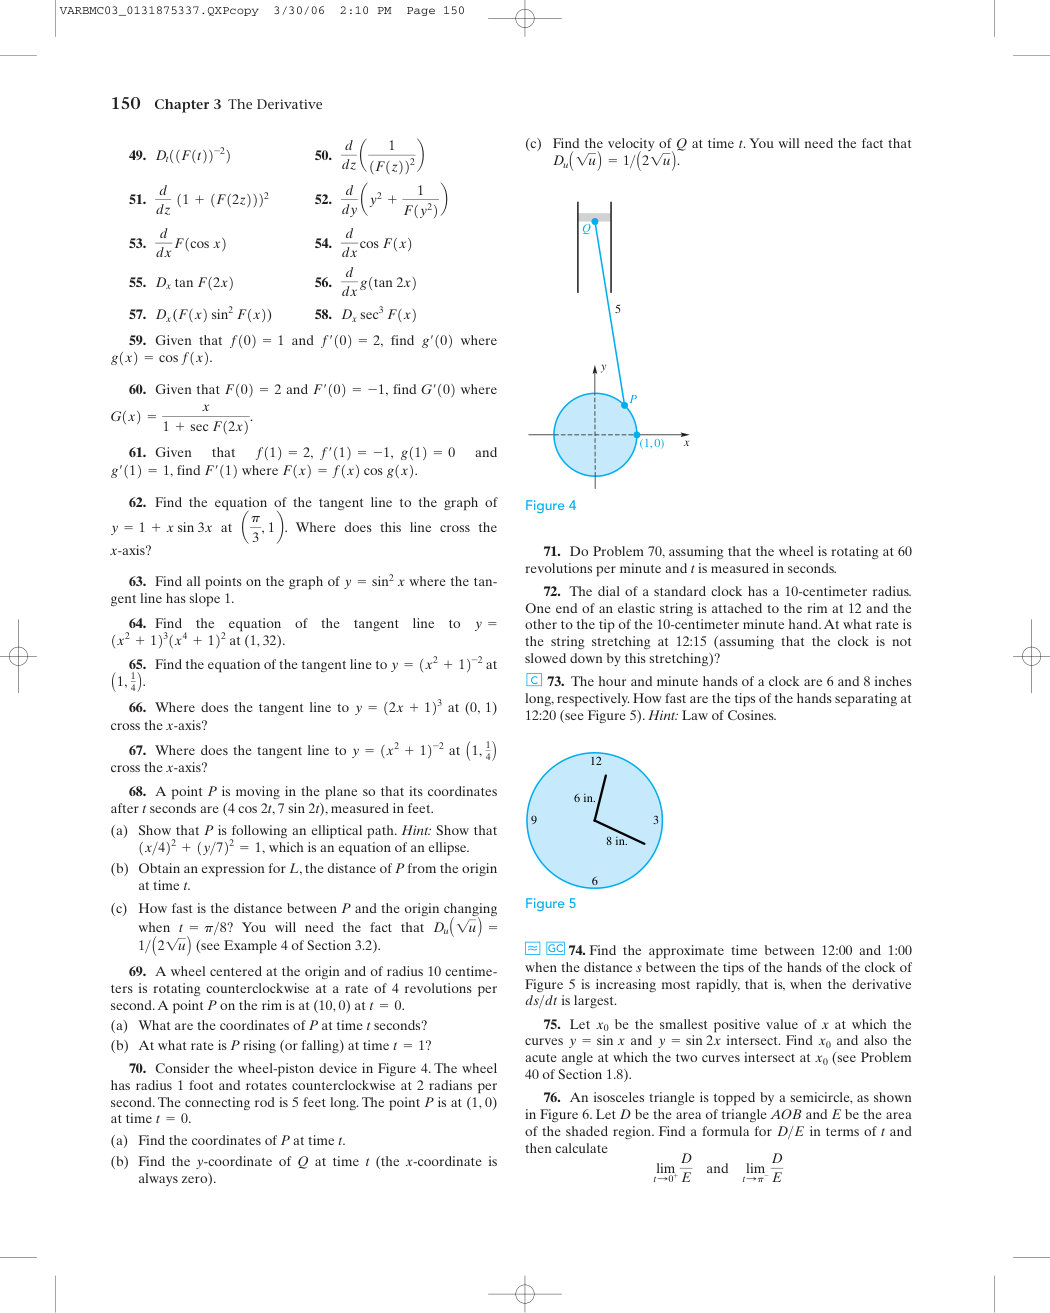 VARBMC03_0131875337.QXPcopy 3/30/06 2:10 PM Page 150
150 Chapter 3 The Derivative
49. Dₜ((F(t))⁻²)
50. d/dz (1/(F(z))²)
51. d/dz (1 + (F(2z)))²
52. d/dy (y² + 1/F(y²))
53. d/dx F(cos x)
54. d/dx cos F(x)
55. Dₓ tan F(2x)
56. d/dx g(tan 2x)
57. Dₓ(F(x) sin² F(x))
58. Dₓ sec³ F(x)
59. Given that f(0) = 1 and f′(0) = 2, find g′(0) where
g(x) = cos f(x).
60. Given that F(0) = 2 and F′(0) = −1, find G′(0) where
G(x) = x/(1 + sec F(2x)).
61. Given that f(1) = 2, f′(1) = −1, g(1) = 0 and
g′(1) = 1, find F′(1) where F(x) = f(x) cos g(x).
62. Find the equation of the tangent line to the graph of
y = 1 + x sin 3x at (π/3, 1). Where does this line cross the
x-axis?
63. Find all points on the graph of y = sin² x where the tan-
gent line has slope 1.
64. Find the equation of the tangent line to y =
(x² + 1)³(x⁴ + 1)² at (1, 32).
65. Find the equation of the tangent line to y = (x² + 1)⁻² at
(1, 1/4).
66. Where does the tangent line to y = (2x + 1)³ at (0, 1)
cross the x-axis?
67. Where does the tangent line to y = (x² + 1)⁻² at (1, 1/4)
cross the x-axis?
68. A point P is moving in the plane so that its coordinates
after t seconds are (4 cos 2t, 7 sin 2t), measured in feet.
(a) Show that P is following an elliptical path. Hint: Show that
(x/4)² + (y/7)² = 1, which is an equation of an ellipse.
(b) Obtain an expression for L, the distance of P from the origin
at time t.
(c) How fast is the distance between P and the origin changing
when t = π/8? You will need the fact that Dᵤ(√u) =
1/(2√u) (see Example 4 of Section 3.2).
69. A wheel centered at the origin and of radius 10 centime-
ters is rotating counterclockwise at a rate of 4 revolutions per
second. A point P on the rim is at (10, 0) at t = 0.
(a) What are the coordinates of P at time t seconds?
(b) At what rate is P rising (or falling) at time t = 1?
70. Consider the wheel-piston device in Figure 4. The wheel
has radius 1 foot and rotates counterclockwise at 2 radians per
second. The connecting rod is 5 feet long. The point P is at (1, 0)
at time t = 0.
(a) Find the coordinates of P at time t.
(b) Find the y-coordinate of Q at time t (the x-coordinate is
always zero).
(c) Find the velocity of Q at time t. You will need the fact that
Dᵤ(√u) = 1/(2√u).
Q
5
y
P
(1, 0)
x
Figure 4
71. Do Problem 70, assuming that the wheel is rotating at 60
revolutions per minute and t is measured in seconds.
72. The dial of a standard clock has a 10-centimeter radius.
One end of an elastic string is attached to the rim at 12 and the
other to the tip of the 10-centimeter minute hand. At what rate is
the string stretching at 12:15 (assuming that the clock is not
slowed down by this stretching)?
C 73. The hour and minute hands of a clock are 6 and 8 inches
long, respectively. How fast are the tips of the hands separating at
12:20 (see Figure 5). Hint: Law of Cosines.
12
6 in.
9
3
8 in.
6
Figure 5
≈ GC 74. Find the approximate time between 12:00 and 1:00
when the distance s between the tips of the hands of the clock of
Figure 5 is increasing most rapidly, that is, when the derivative
ds/dt is largest.
75. Let x₀ be the smallest positive value of x at which the
curves y = sin x and y = sin 2x intersect. Find x₀ and also the
acute angle at which the two curves intersect at x₀ (see Problem
40 of Section 1.8).
76. An isosceles triangle is topped by a semicircle, as shown
in Figure 6. Let D be the area of triangle AOB and E be the area
of the shaded region. Find a formula for D/E in terms of t and
then calculate
lim t→0⁺ D/E and lim t→π⁻ D/E